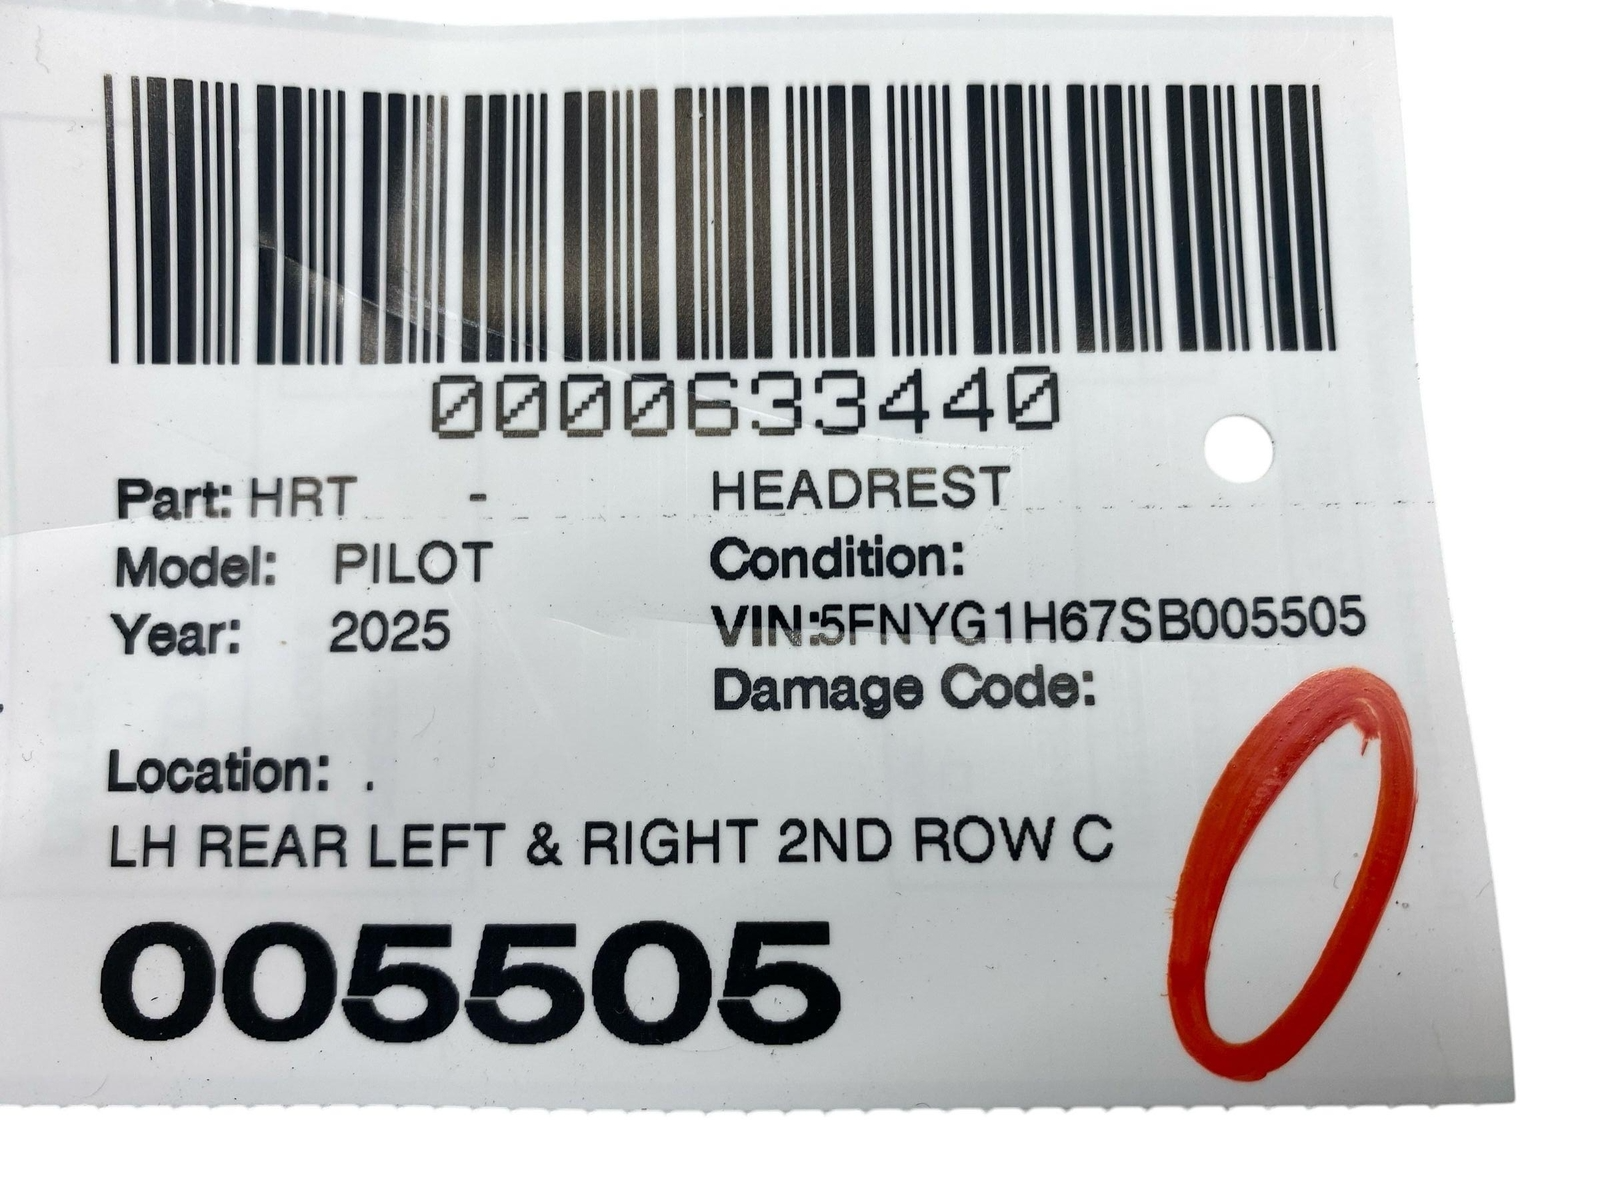 0000633440
Part: HRT - HEADREST
Model: PILOT Condition:
Year: 2025 VIN:5FNYG1H67SB005505
Damage Code:
Location: .
LH REAR LEFT & RIGHT 2ND ROW C
005505
0